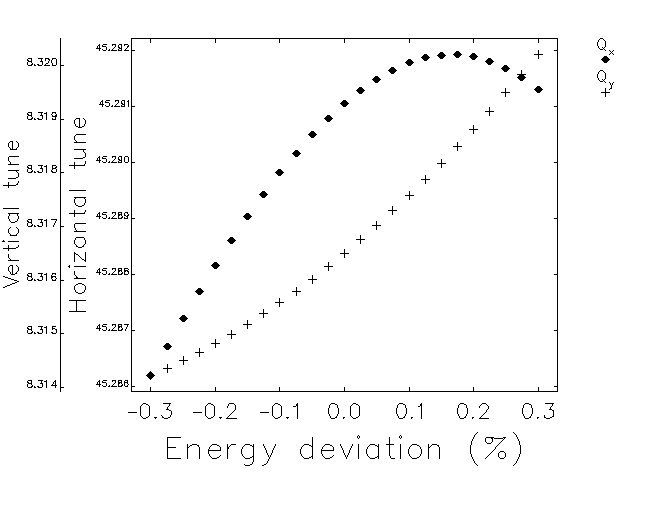 Vertical tune
8.320
8.319
8.318
8.317
8.316
8.315
8.314
Horizontal tune
45.292
45.291
45.290
45.289
45.288
45.287
45.286
-0.3 -0.2 -0.1 0.0 0.1 0.2 0.3
Energy deviation (%)
Qx
Qy